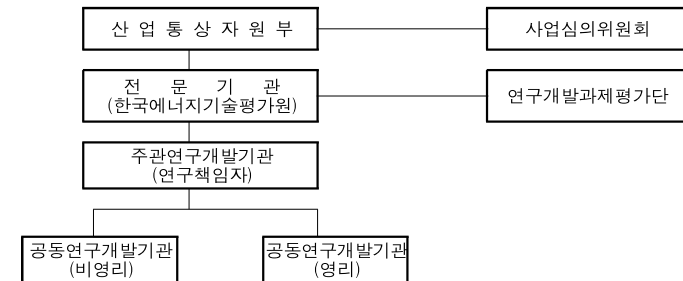 산 업 통 상 자 원 부
사업심의위원회
전 문 기 관
(한국에너지기술평가원)
연구개발과제평가단
주관연구개발기관
(연구책임자)
공동연구개발기관
(비영리)
공동연구개발기관
(영리)